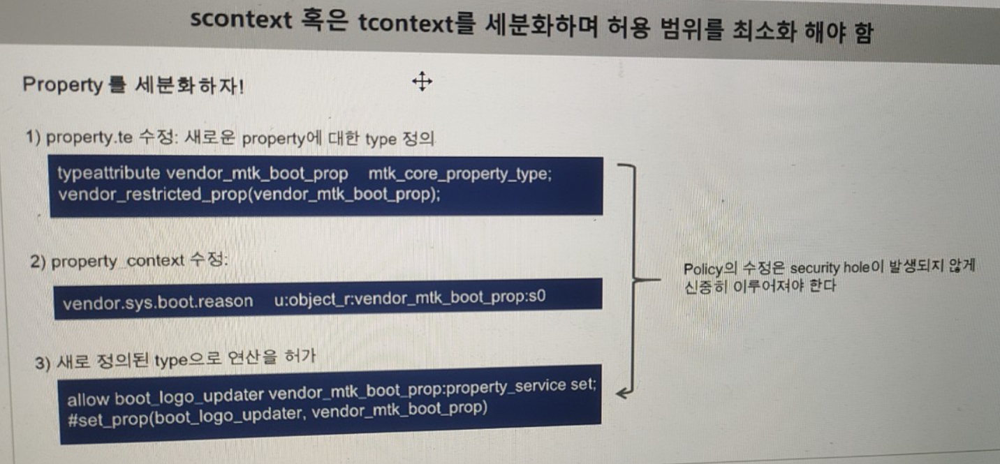 scontext 혹은 tcontext를 세분화하며 허용 범위를 최소화 해야 함
Property 를 세분화하자!
1) property.te 수정: 새로운 property에 대한 type 정의
typeattribute vendor_mtk_boot_prop mtk_core_property_type;
vendor_restricted_prop(vendor_mtk_boot_prop);
2) property_context 수정:
vendor.sys.boot.reason u:object_r:vendor_mtk_boot_prop:s0
Policy의 수정은 security hole이 발생되지 않게
신중히 이루어져야 한다
3) 새로 정의된 type으로 연산을 허가
allow boot_logo_updater vendor_mtk_boot_prop:property_service set;
#set_prop(boot_logo_updater, vendor_mtk_boot_prop)